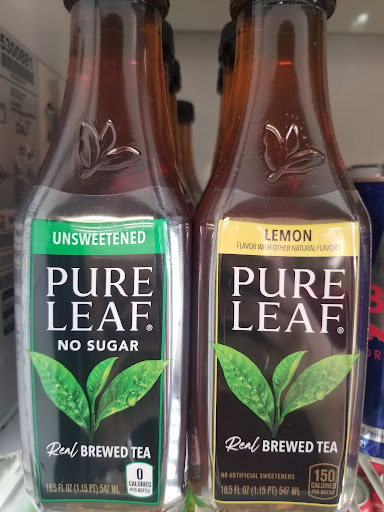 UNSWEETENED
PURE
LEAF®
NO SUGAR
Real BREWED TEA
0
CALORIES
PER BOTTLE
18.5 FL OZ (1.15 PT) 547 ML
LEMON
FLAVOR WITH OTHER NATURAL FLAVORS
PURE
LEAF®
Real BREWED TEA
NO ARTIFICIAL SWEETENERS
150
CALORIES
PER BOTTLE
18.5 FL OZ (1.15 PT) 547 ML